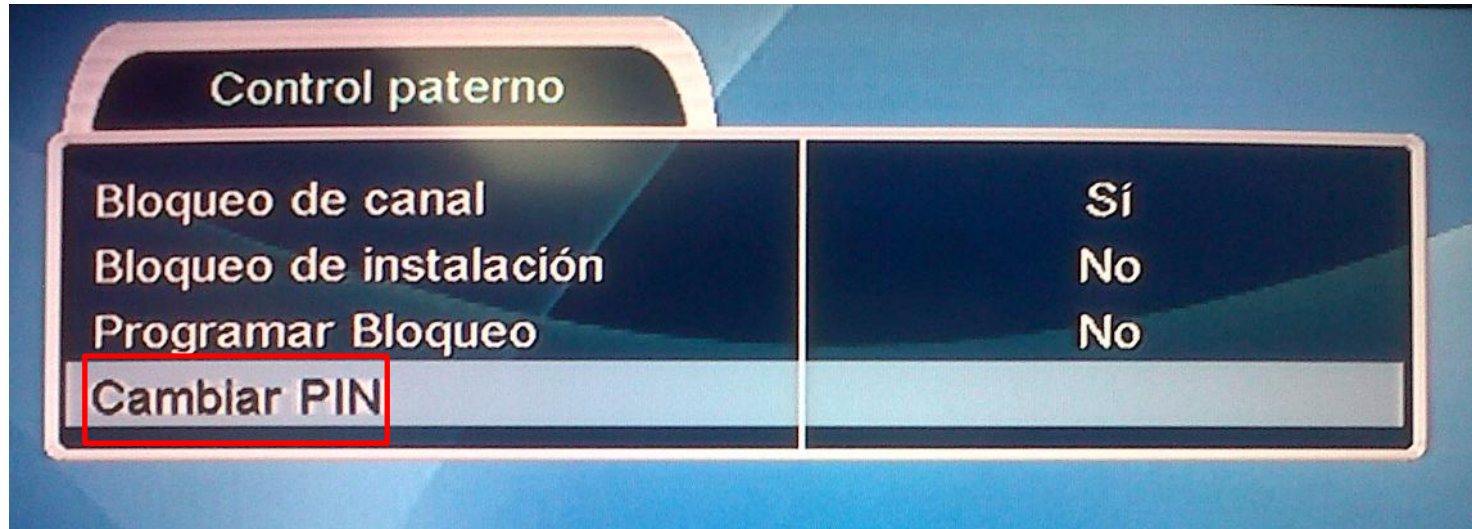 Control paterno
Bloqueo de canal Sí
Bloqueo de instalación No
Programar Bloqueo No
Cambiar PIN